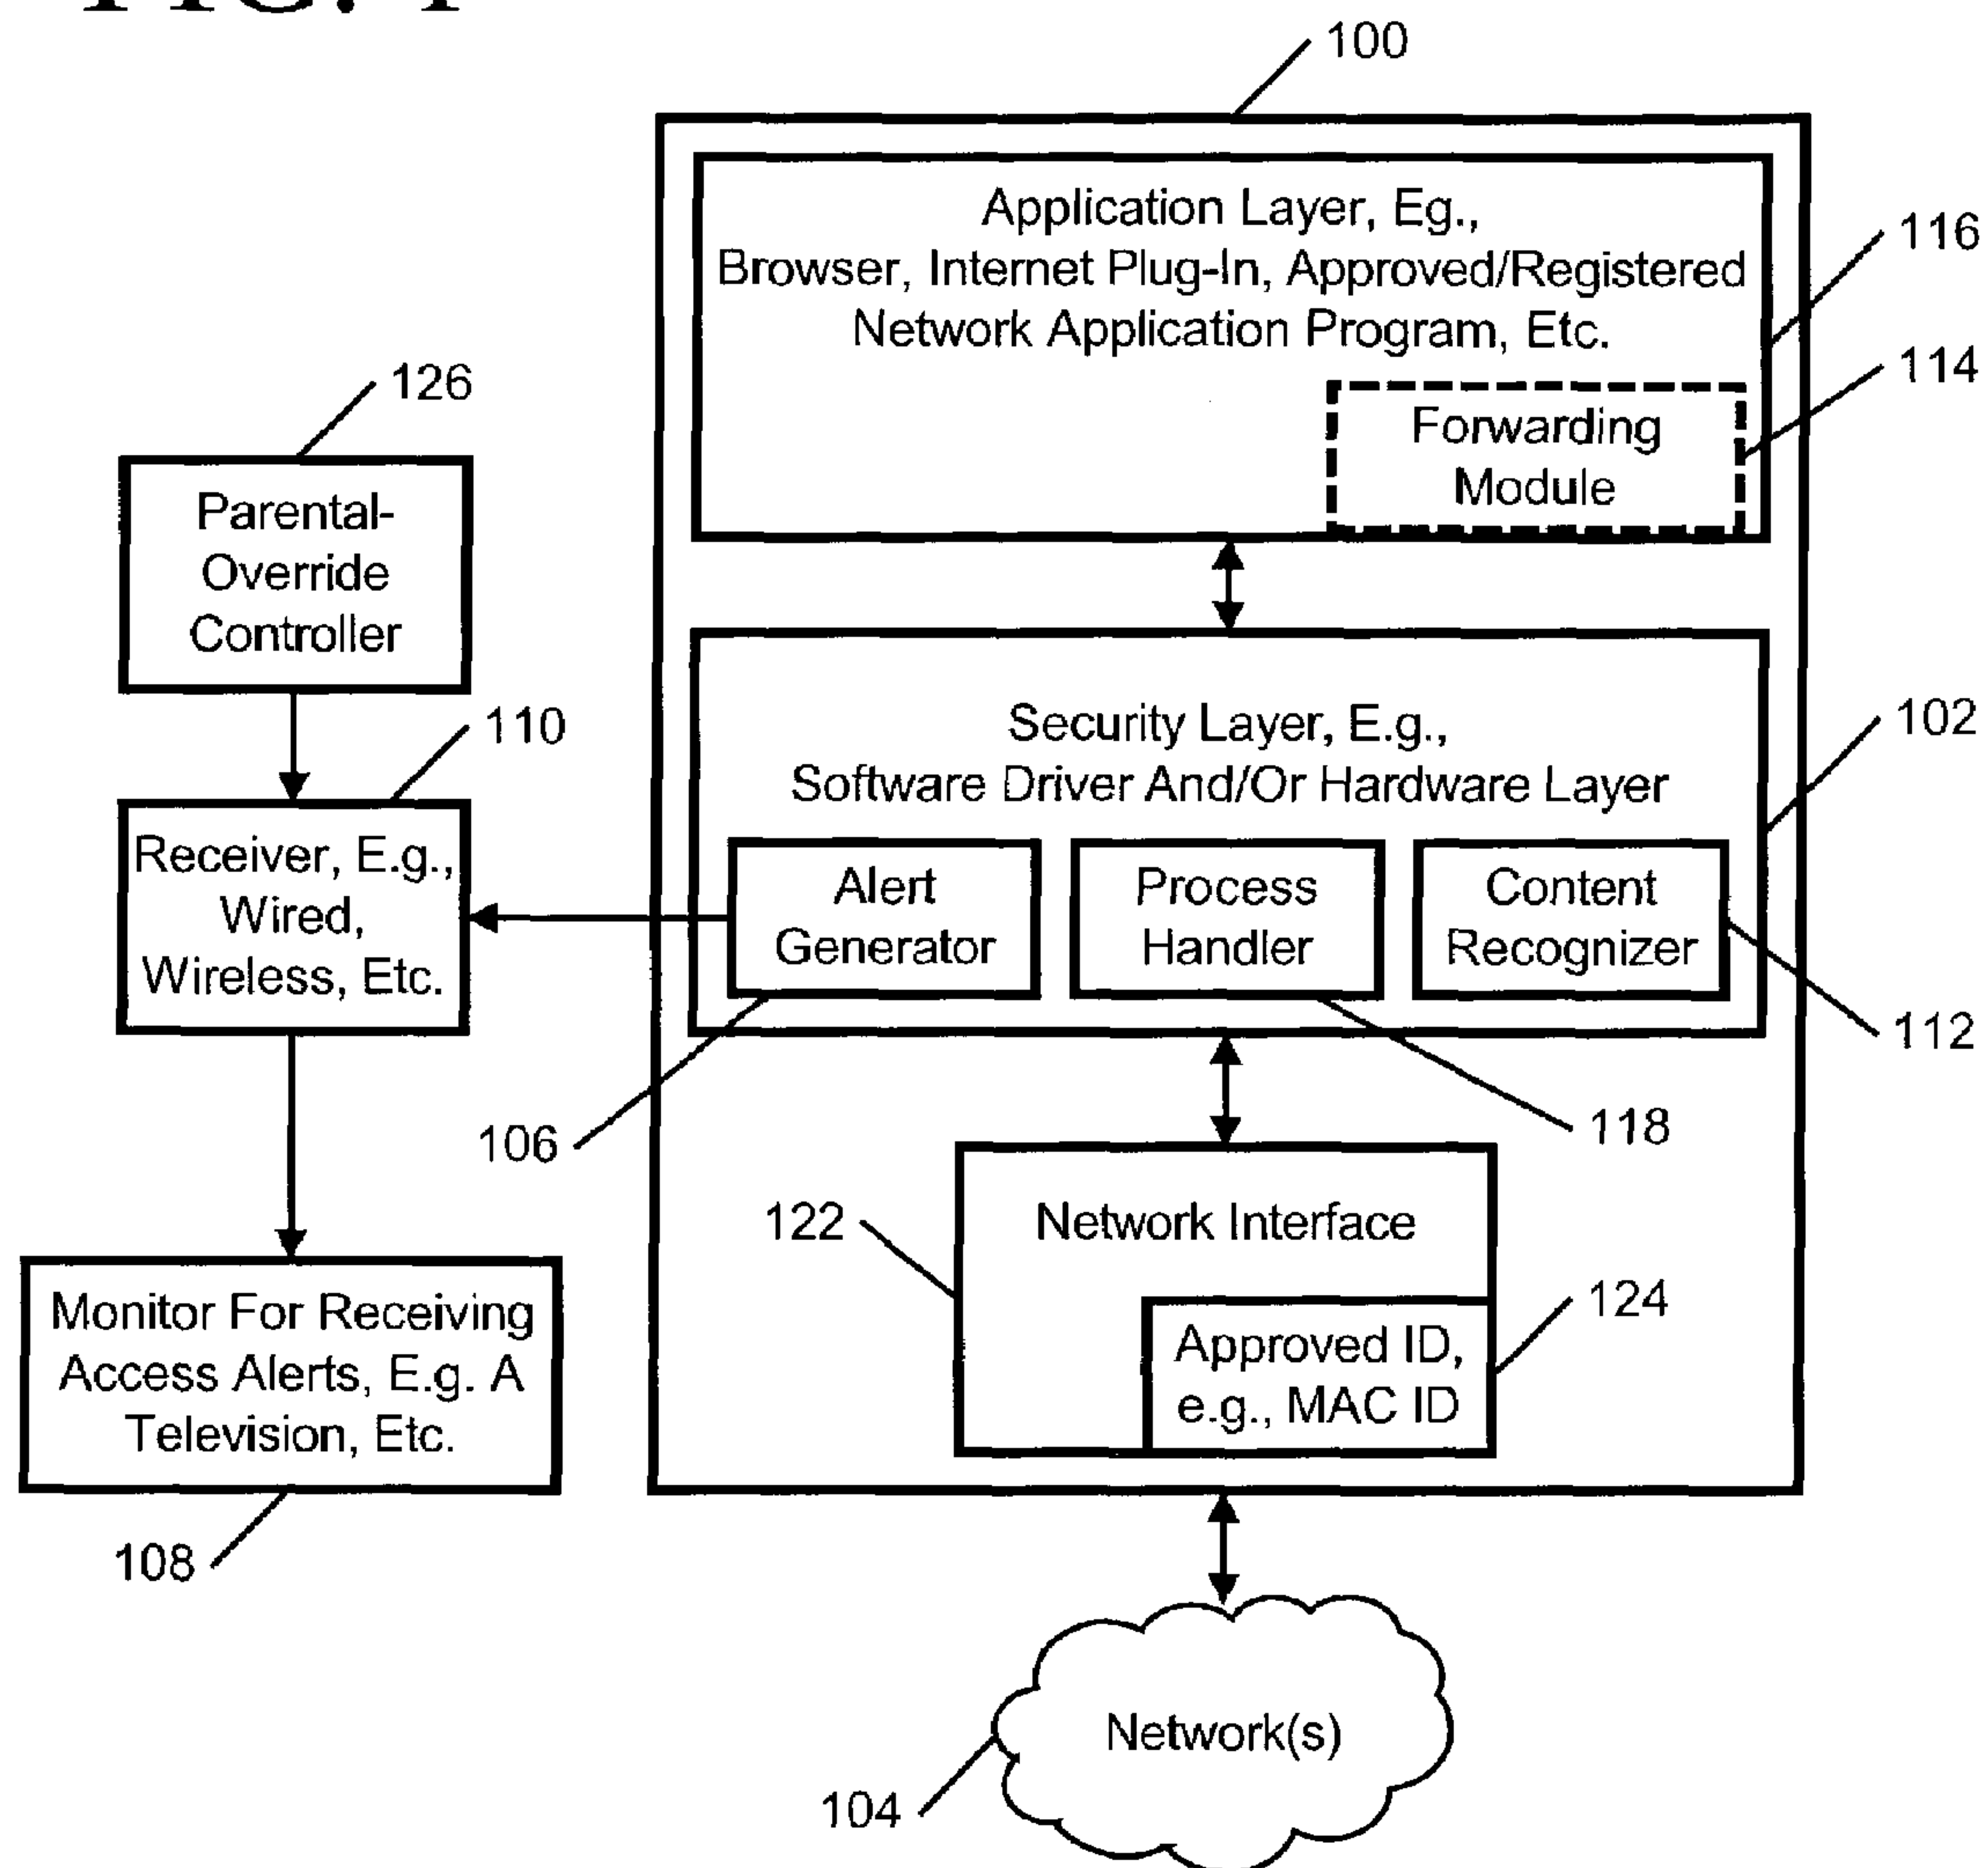 FIG. 1
100
Application Layer, Eg.,
Browser, Internet Plug-In, Approved/Registered
Network Application Program, Etc.
116
114
Forwarding
Module
126
Parental-
Override
Controller
110
Security Layer, E.g.,
Software Driver And/Or Hardware Layer
102
Receiver, E.g.,
Wired,
Wireless, Etc.
Alert
Generator
Process
Handler
Content
Recognizer
112
106
118
122
Network Interface
124
Approved ID,
e.g., MAC ID
Monitor For Receiving
Access Alerts, E.g. A
Television, Etc.
108
Network(s)
104